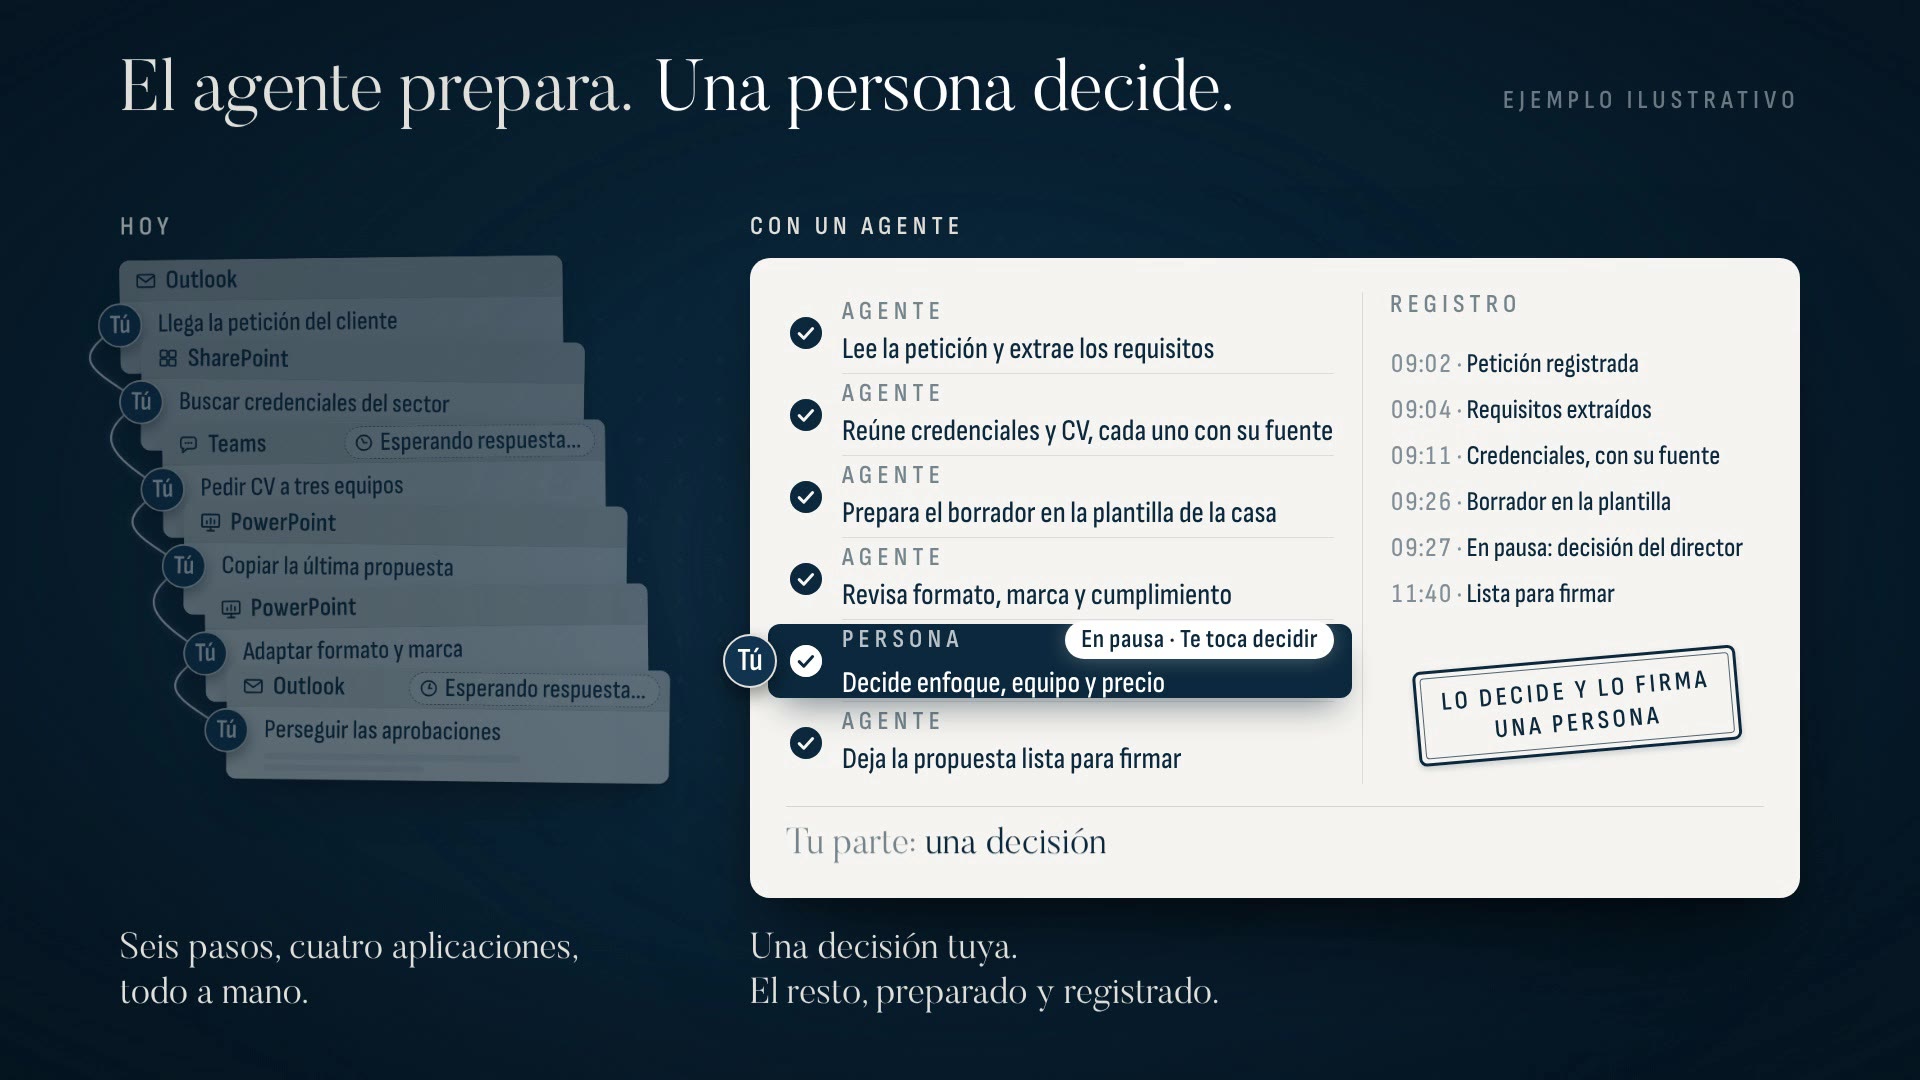 El agente prepara. Una persona decide.
EJEMPLO ILUSTRATIVO
HOY
Outlook
Tú
Llega la petición del cliente
SharePoint
Tú
Buscar credenciales del sector
Teams
Esperando respuesta...
Tú
Pedir CV a tres equipos
PowerPoint
Tú
Copiar la última propuesta
PowerPoint
Tú
Adaptar formato y marca
Outlook
Esperando respuesta...
Tú
Perseguir las aprobaciones
Seis pasos, cuatro aplicaciones,
todo a mano.
CON UN AGENTE
AGENTE
Lee la petición y extrae los requisitos
AGENTE
Reúne credenciales y CV, cada uno con su fuente
AGENTE
Prepara el borrador en la plantilla de la casa
AGENTE
Revisa formato, marca y cumplimiento
Tú
PERSONA
En pausa · Te toca decidir
Decide enfoque, equipo y precio
AGENTE
Deja la propuesta lista para firmar
REGISTRO
09:02 · Petición registrada
09:04 · Requisitos extraídos
09:11 · Credenciales, con su fuente
09:26 · Borrador en la plantilla
09:27 · En pausa: decisión del director
11:40 · Lista para firmar
LO DECIDE Y LO FIRMA
UNA PERSONA
Tu parte: una decisión
Una decisión tuya.
El resto, preparado y registrado.